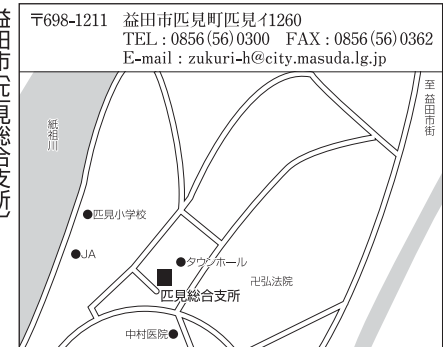 〒698-1211 益田市匹見町匹見イ1260
TEL：0856(56)0300 FAX：0856(56)0362
E-mail：zukuri-h@city.masuda.lg.jp
益田市匹見総合支所
至 益田市街
紙祖川
●匹見小学校
●JA
●タウンホール
卍弘法院
匹見総合支所
中村医院●